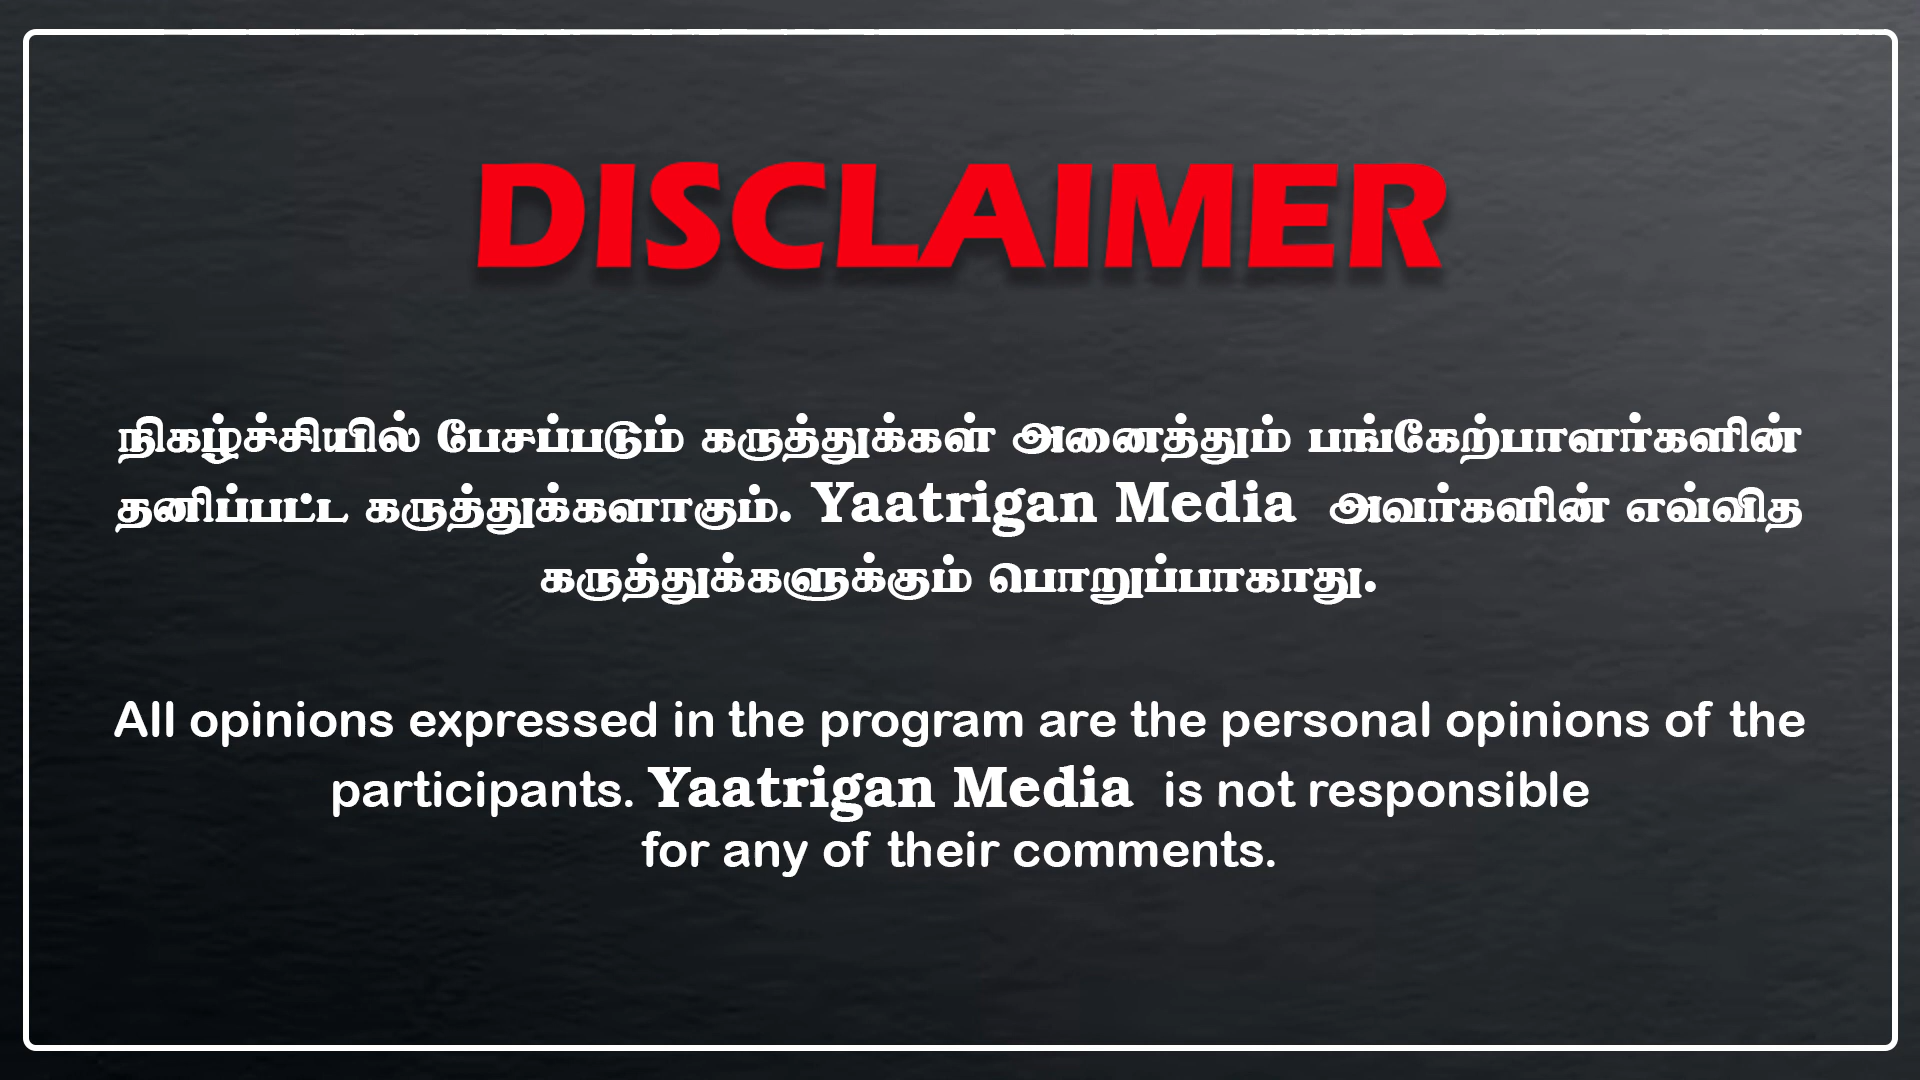 DISCLAIMER
நிகழ்ச்சியில் பேசப்படும் கருத்துக்கள் அனைத்தும் பங்கேற்பாளர்களின்
தனிப்பட்ட கருத்துக்களாகும். Yaatrigan Media அவர்களின் எவ்வித
கருத்துக்களுக்கும் பொறுப்பாகாது.
All opinions expressed in the program are the personal opinions of the
participants. Yaatrigan Media is not responsible
for any of their comments.